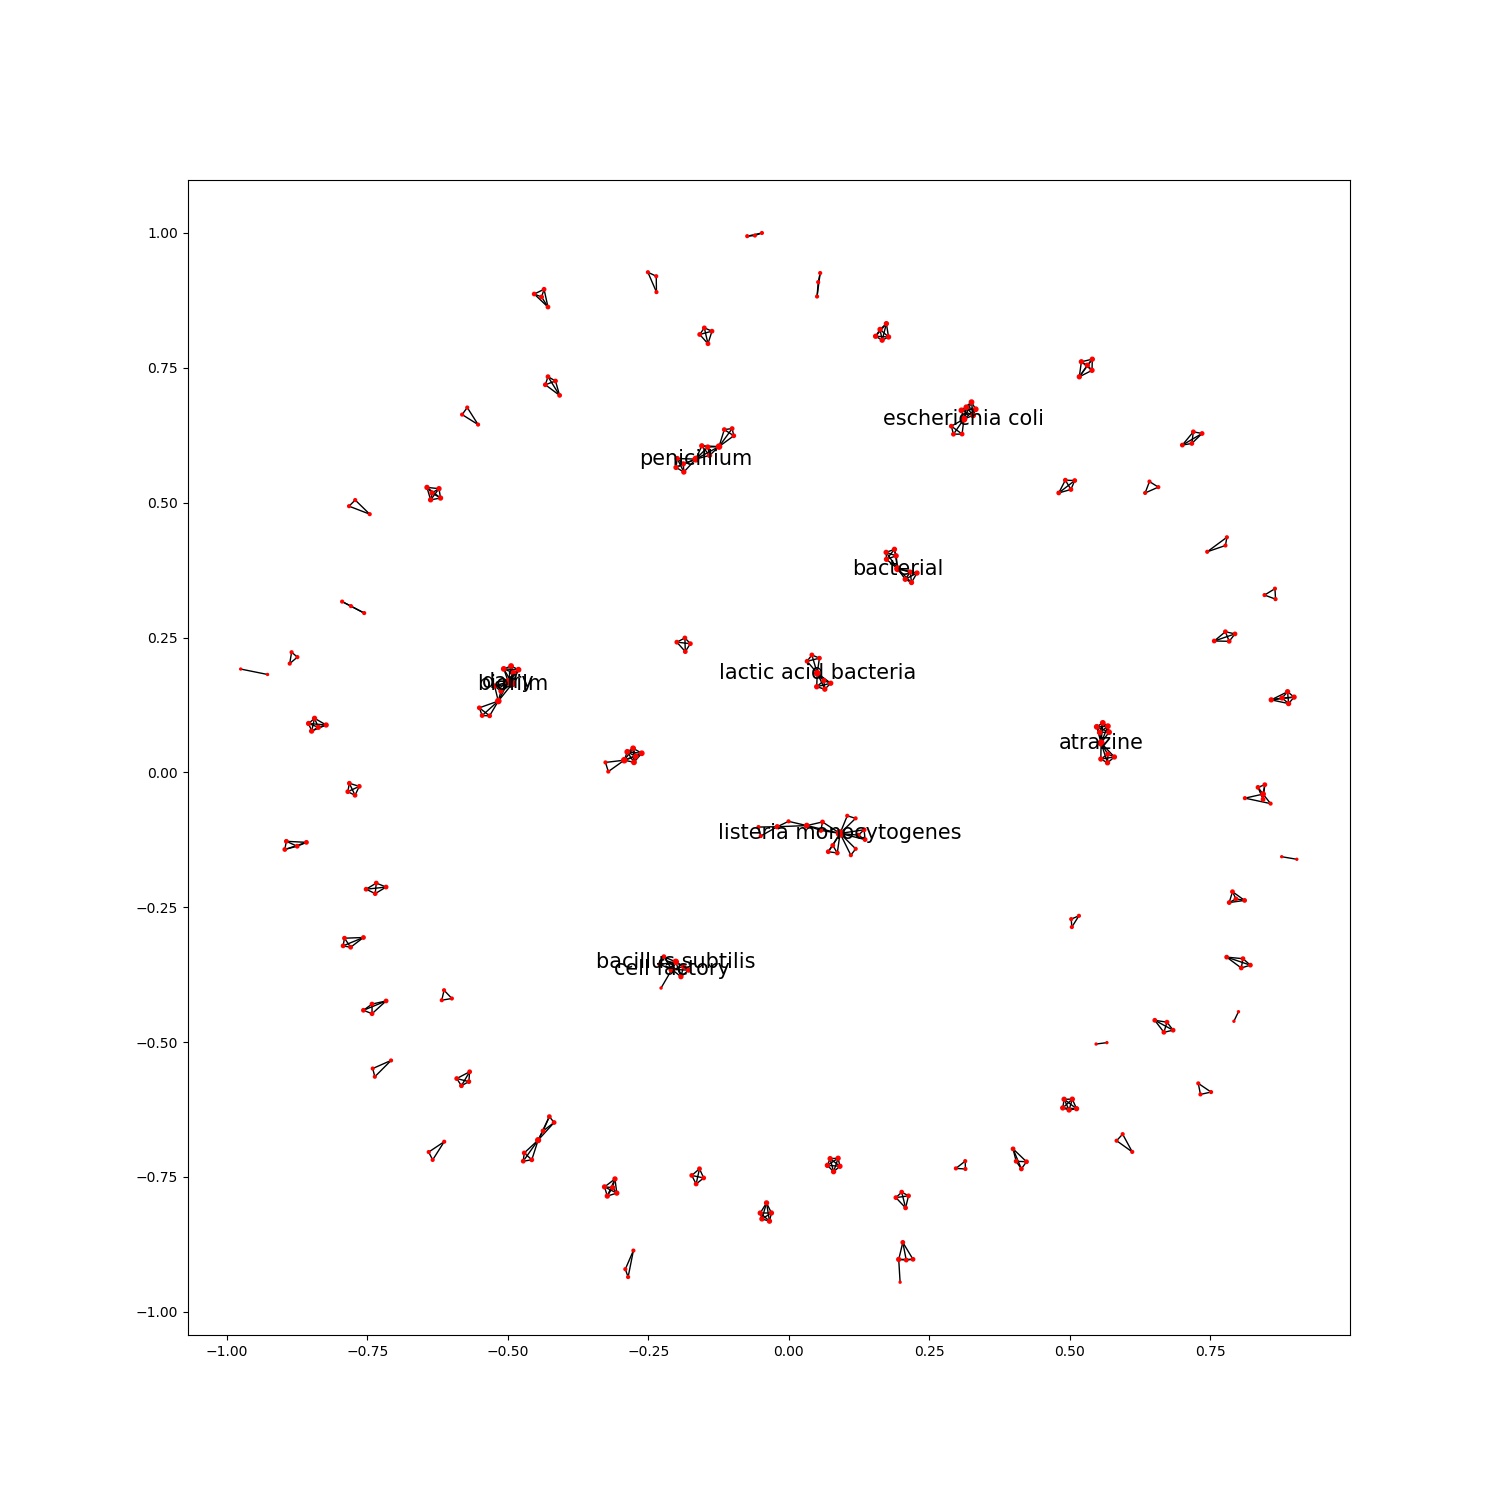 1.00
0.75
escherichia coli
penicillium
0.50
bacterial
0.25
lactic acid bacteria
dairy
biofilm
atrazine
0.00
listeria monocytogenes
−0.25
bacillus subtilis
cell factory
−0.50
−0.75
−1.00
−1.00 −0.75 −0.50 −0.25 0.00 0.25 0.50 0.75